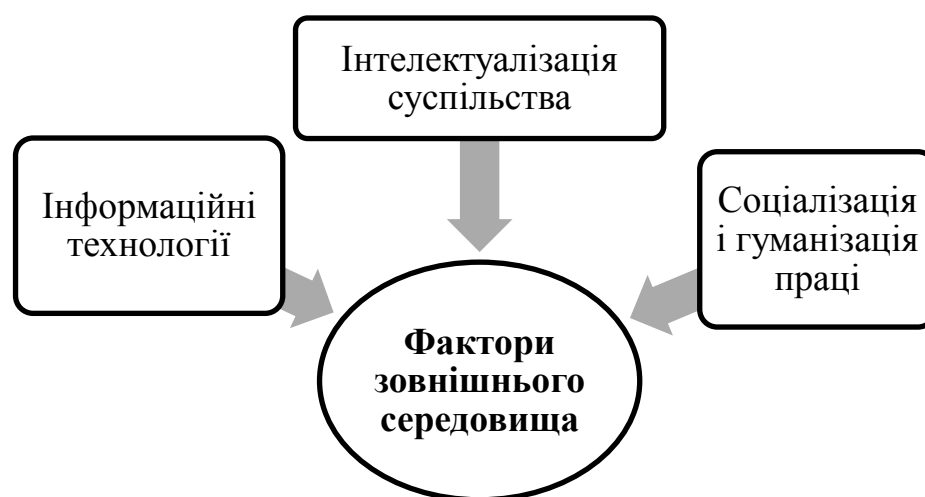 Інтелектуалізація
суспільства
Інформаційні
технології
Соціалізація
і гуманізація
праці
Фактори
зовнішнього
середовища